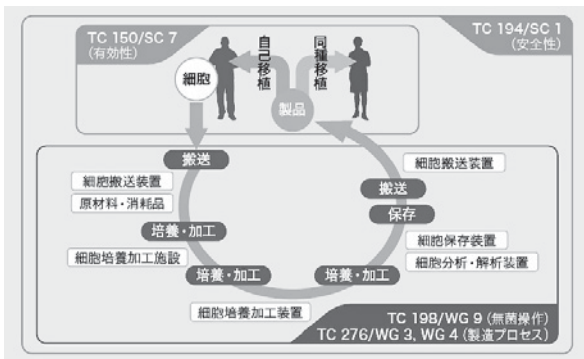 TC 150/SC 7
(有効性)
TC 194/SC 1
(安全性)
細胞
自己移植
同種移植
製品
搬送
細胞搬送装置
原材料・消耗品
培養・加工
細胞培養加工施設
培養・加工
細胞培養加工装置
培養・加工
細胞搬送装置
搬送
保存
細胞保存装置
細胞分析・解析装置
TC 198/WG 9 (無菌操作)
TC 276/WG 3, WG 4 (製造プロセス)